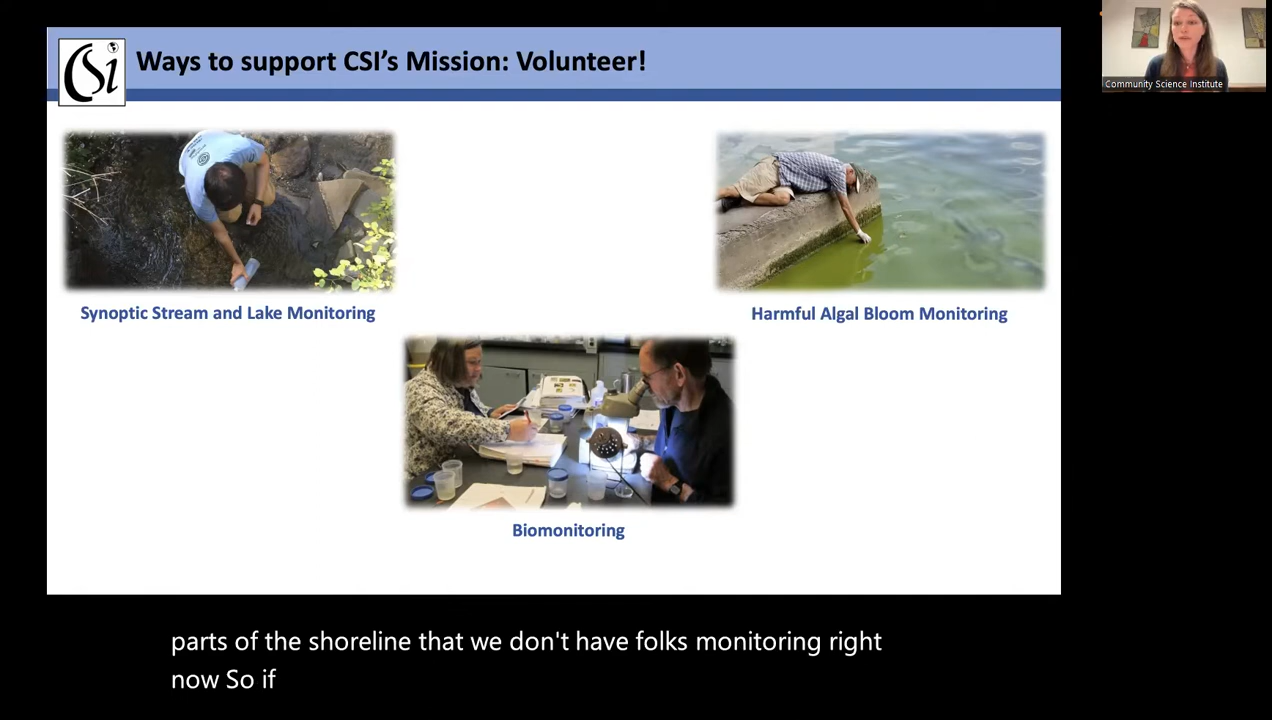 CSi
Ways to support CSI's Mission: Volunteer!
Community Science Institute
Synoptic Stream and Lake Monitoring
Harmful Algal Bloom Monitoring
Biomonitoring
parts of the shoreline that we don't have folks monitoring right
now So if